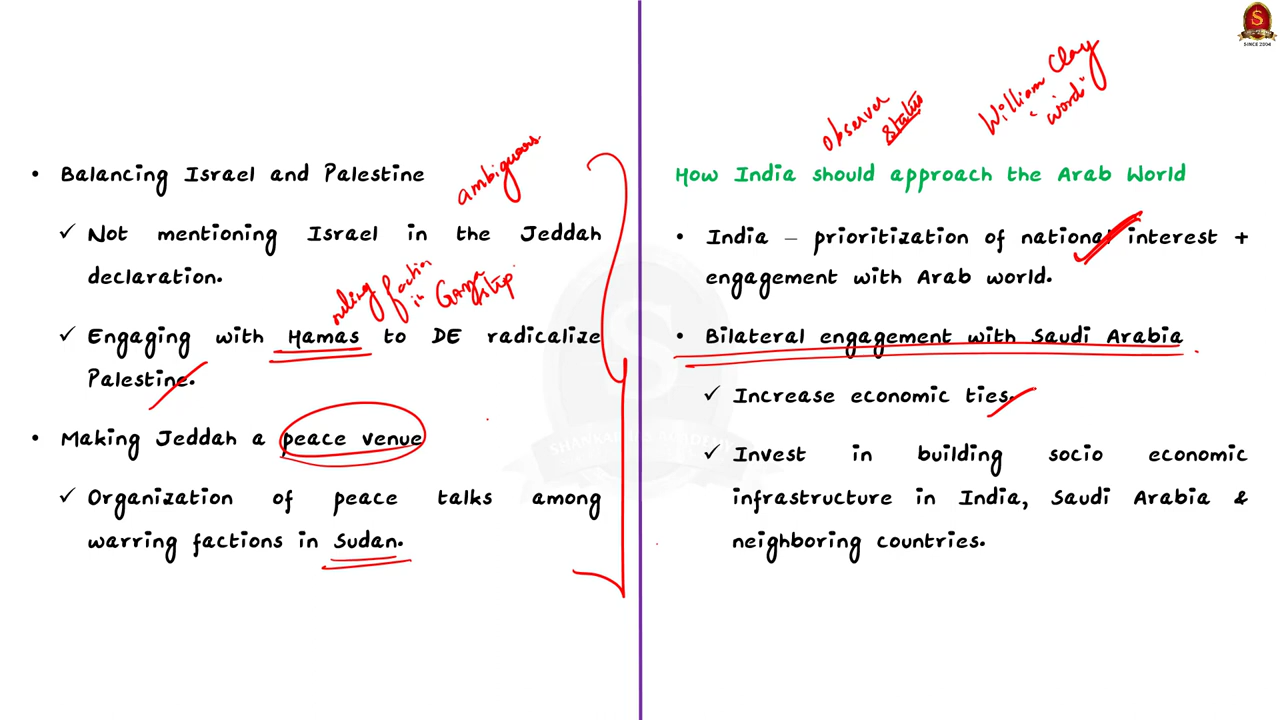 ambiguous
• Balancing Israel and Palestine
✓ Not mentioning Israel in the Jeddah
declaration.
ruling faction
in Gaza
strip
✓ Engaging with Hamas to DE radicalize
Palestine.
• Making Jeddah a peace venue
✓ Organization of peace talks among
warring factions in Sudan.
observer
status
William Clay
"word"
How India should approach the Arab World
• India – prioritization of national interest +
engagement with Arab world.
• Bilateral engagement with Saudi Arabia
✓ Increase economic ties.
✓ Invest in building socio economic
infrastructure in India, Saudi Arabia &
neighboring countries.
S
SINCE 2004